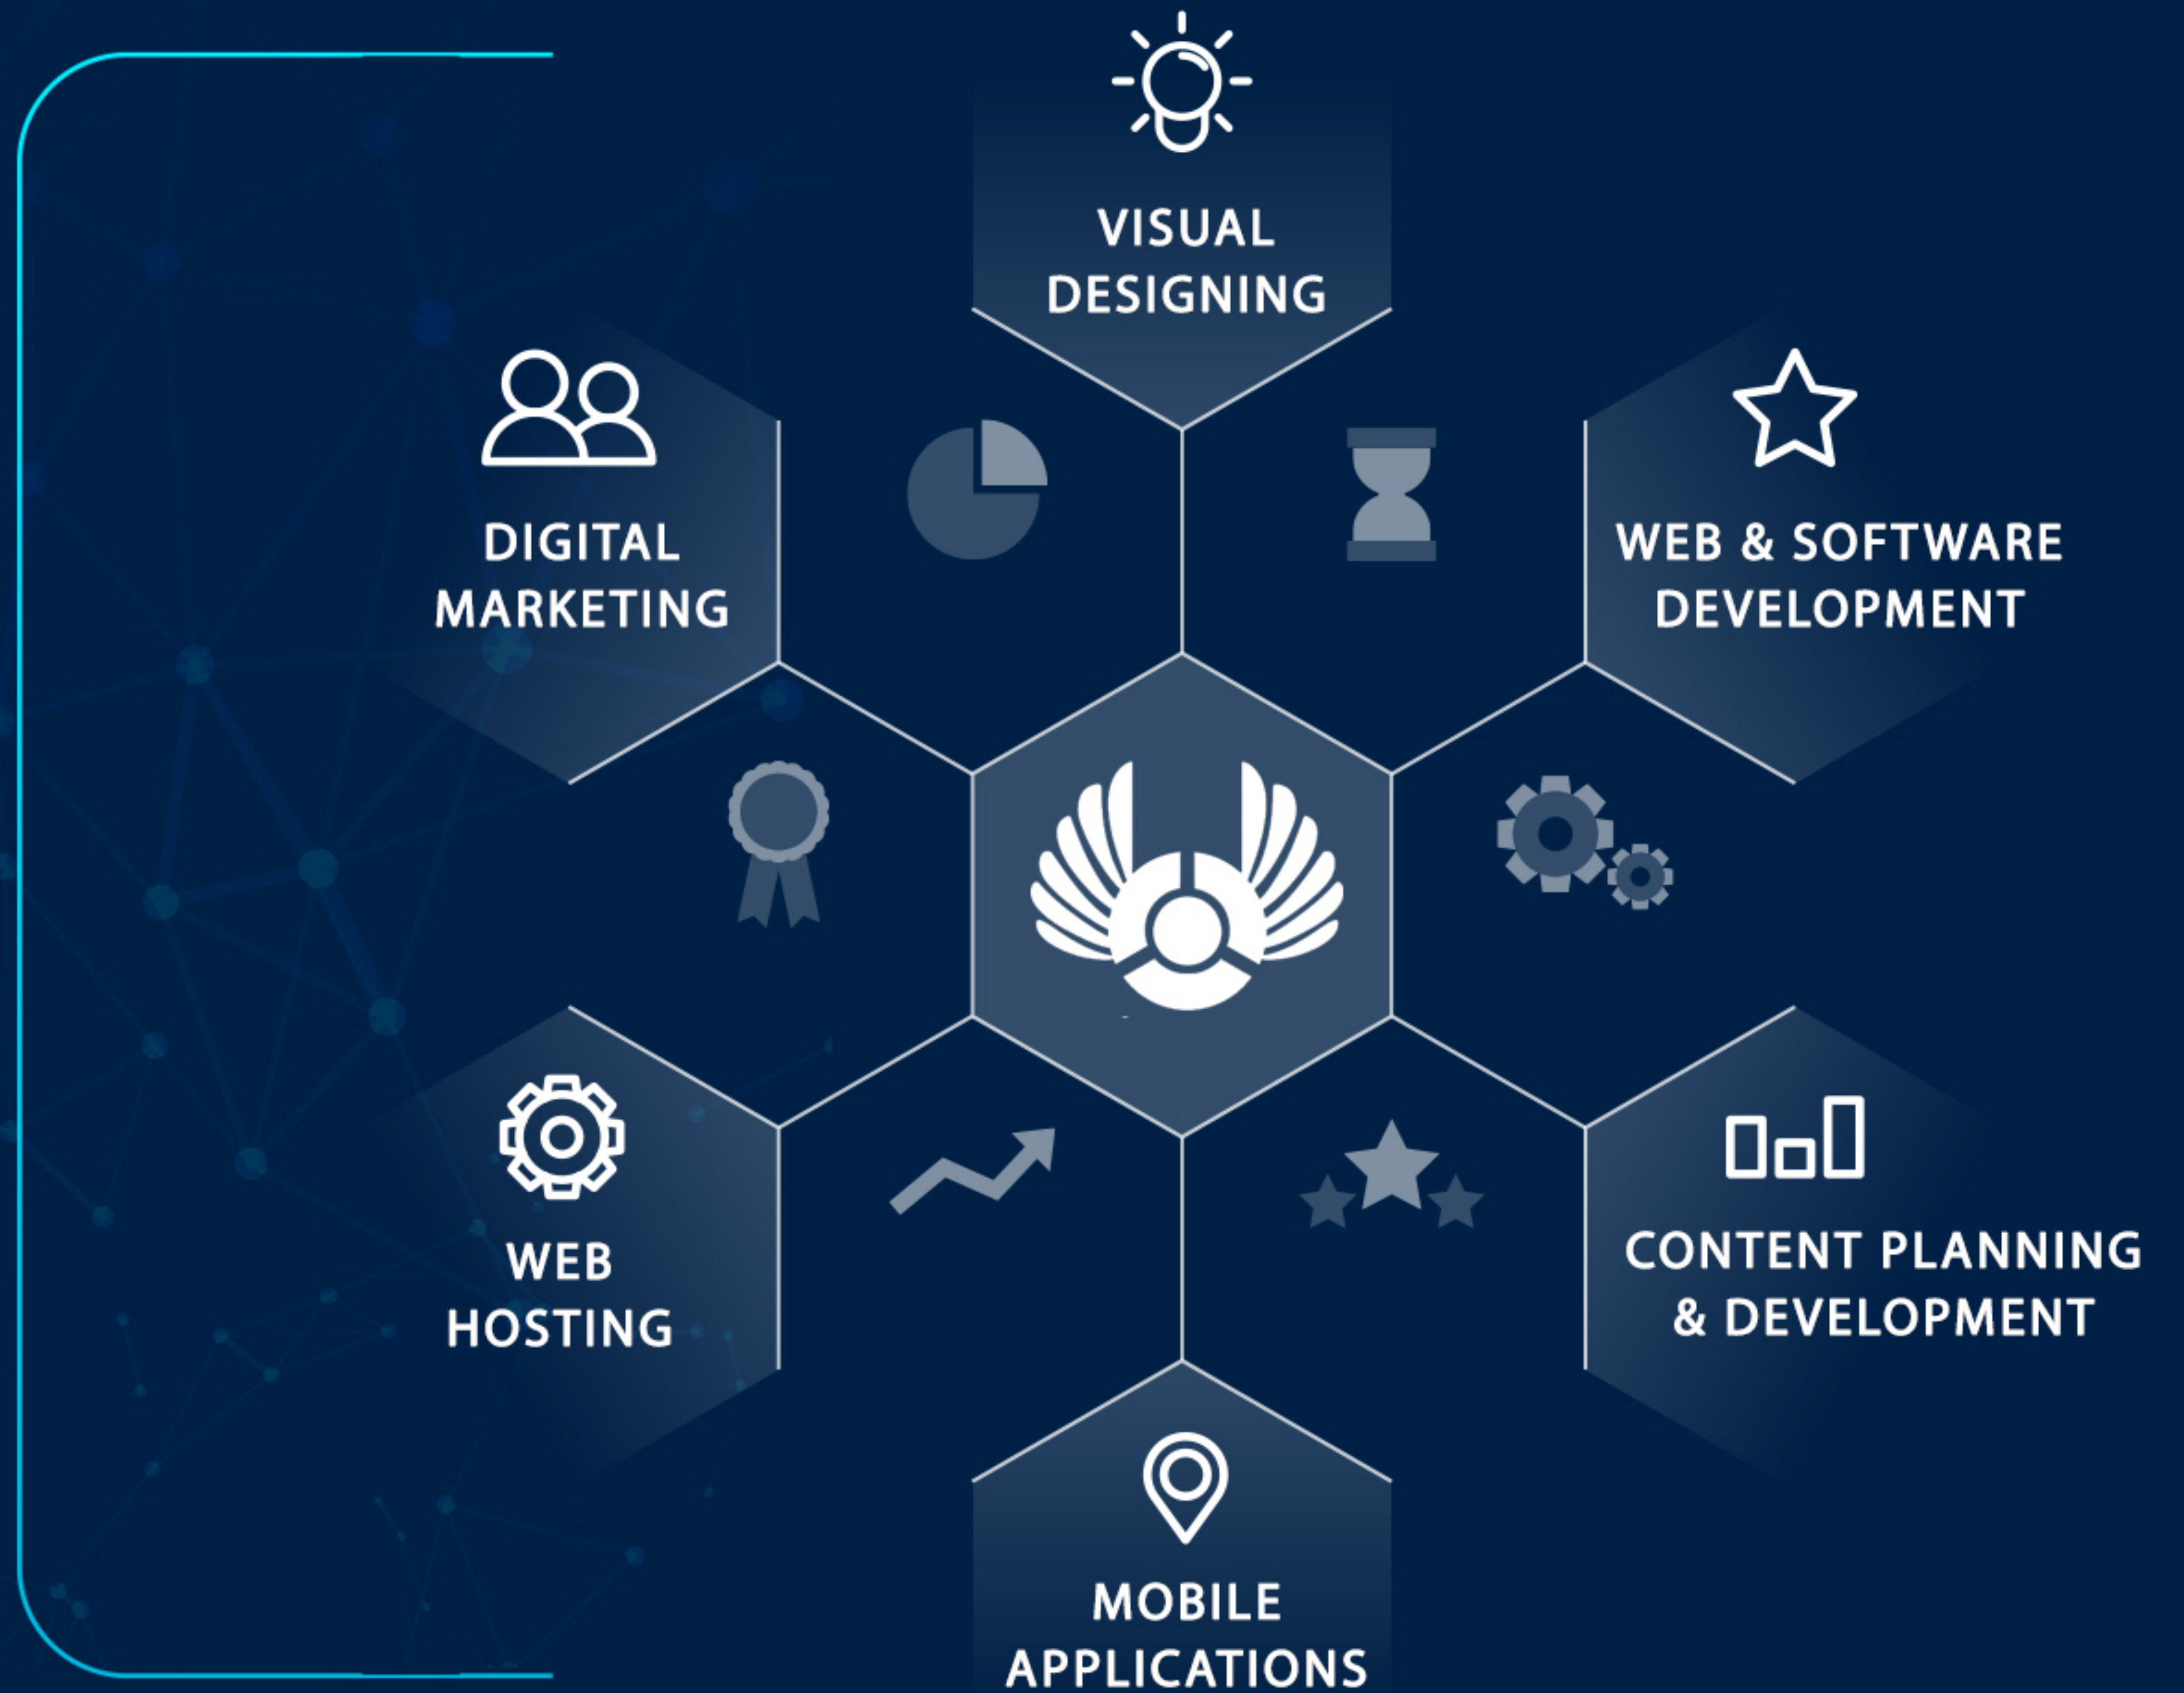 VISUAL
DESIGNING
DIGITAL
MARKETING
WEB & SOFTWARE
DEVELOPMENT
WEB
HOSTING
CONTENT PLANNING
& DEVELOPMENT
MOBILE
APPLICATIONS